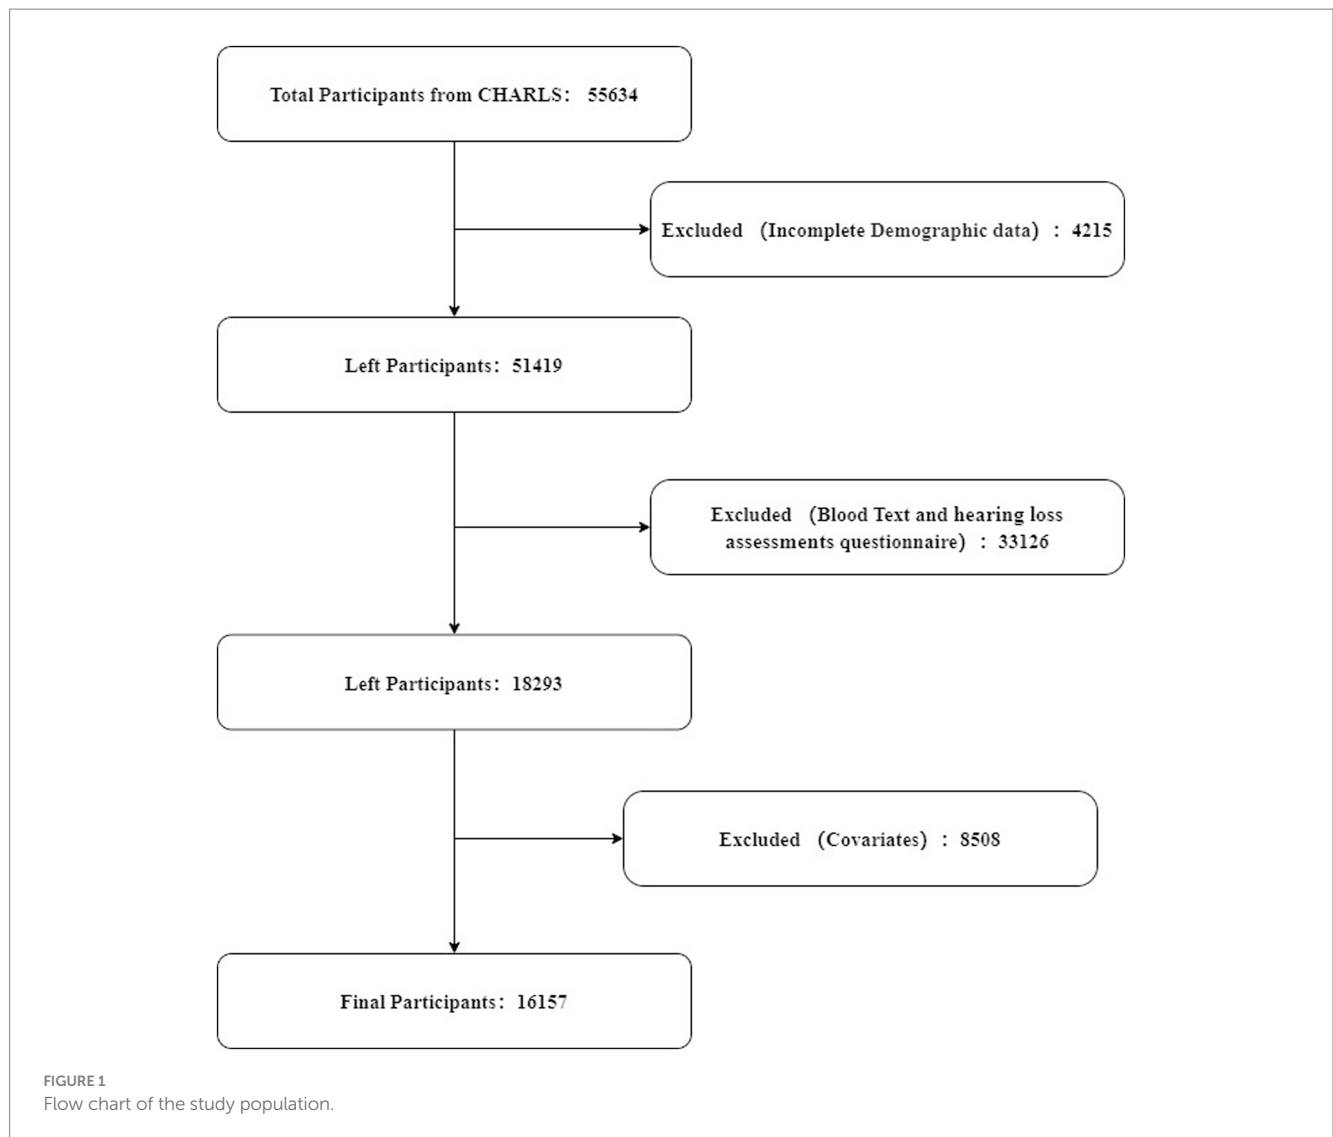 Total Participants from CHARLS： 55634
Excluded （Incomplete Demographic data）：4215
Left Participants：51419
Excluded （Blood Text and hearing loss
assessments questionnaire）：33126
Left Participants：18293
Excluded （Covariates）：8508
Final Participants：16157
FIGURE 1
Flow chart of the study population.